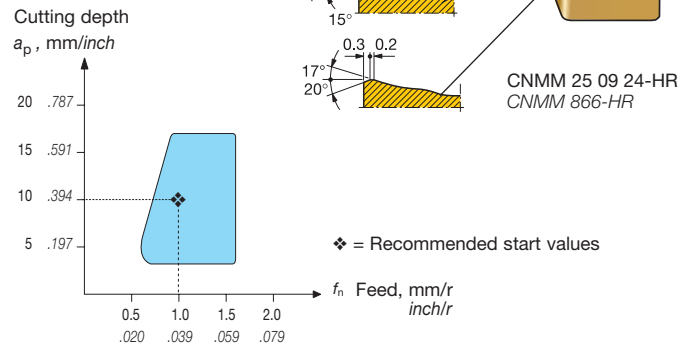 Cutting depth
aₚ , mm/inch
15°
0.3 0.2
17°
20°
CNMM 25 09 24-HR
CNMM 866-HR
20 .787
15 .591
10 .394
5 .197
❖ = Recommended start values
fₙ Feed, mm/r
inch/r
0.5 1.0 1.5 2.0
.020 .039 .059 .079